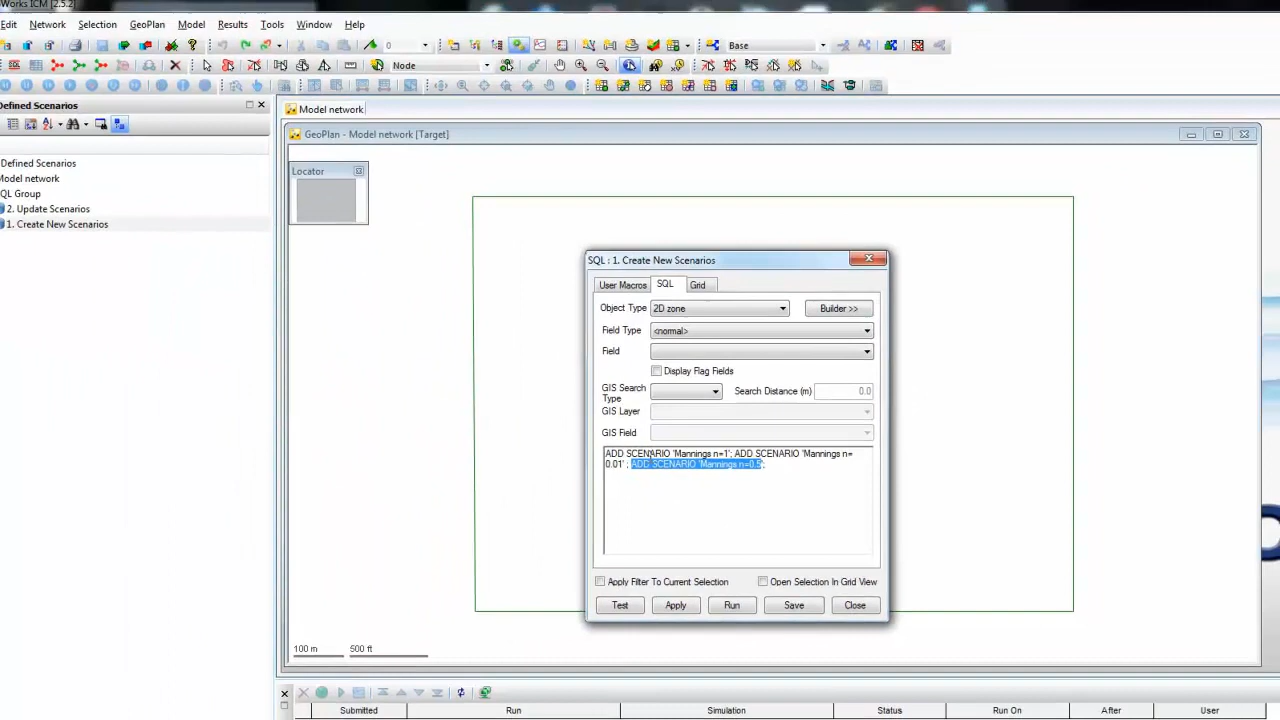 Works ICM [2.5.2]
Edit Network Selection GeoPlan Model Results Tools Window Help
0 Base
Node
Defined Scenarios
Model network
Defined Scenarios
Model network
QL Group
2. Update Scenarios
1. Create New Scenarios
GeoPlan - Model network [Target]
Locator
SQL : 1. Create New Scenarios
User Macros SQL Grid
Object Type 2D zone Builder >>
Field Type <normal>
Field
Display Flag Fields
GIS Search Type Search Distance (m) 0.0
GIS Layer
GIS Field
ADD SCENARIO 'Mannings n=1'; ADD SCENARIO 'Mannings n=
0.01' ; ADD SCENARIO 'Mannings n=0.5';
Apply Filter To Current Selection Open Selection In Grid View
Test Apply Run Save Close
100 m 500 ft
Submitted Run Simulation Status Run On After User